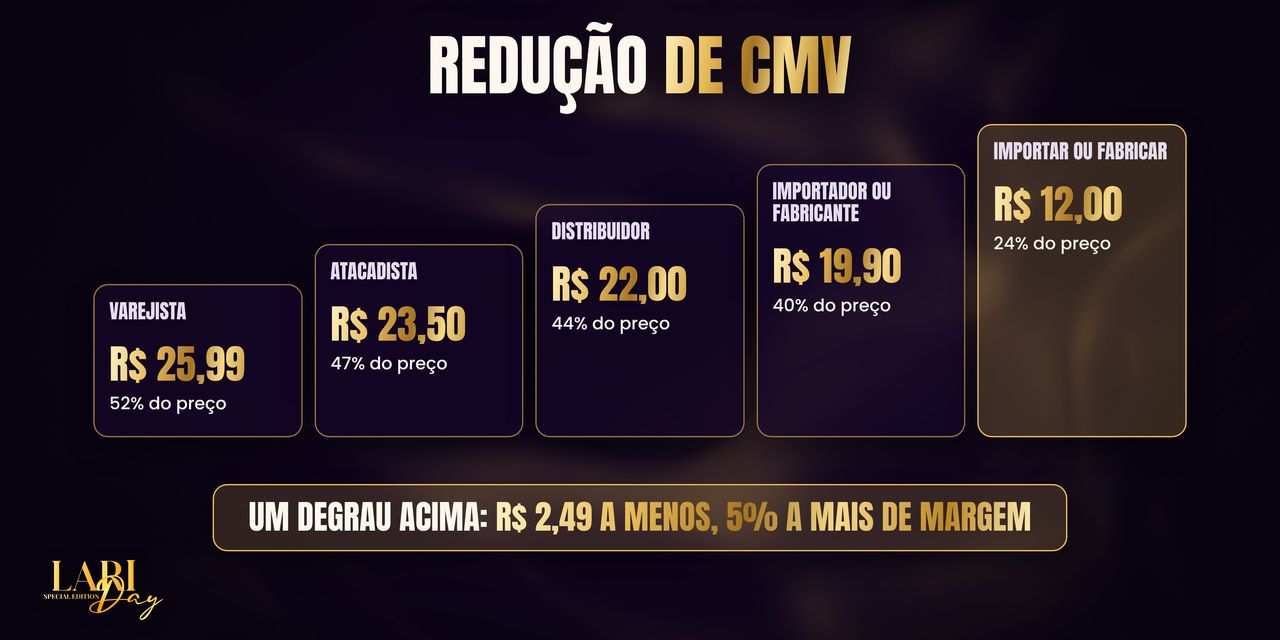 REDUÇÃO DE CMV
VAREJISTA
R$ 25,99
52% do preço
ATACADISTA
R$ 23,50
47% do preço
DISTRIBUIDOR
R$ 22,00
44% do preço
IMPORTADOR OU
FABRICANTE
R$ 19,90
40% do preço
IMPORTAR OU FABRICAR
R$ 12,00
24% do preço
UM DEGRAU ACIMA: R$ 2,49 A MENOS, 5% A MAIS DE MARGEM
LABI
SPECIAL EDITION Day